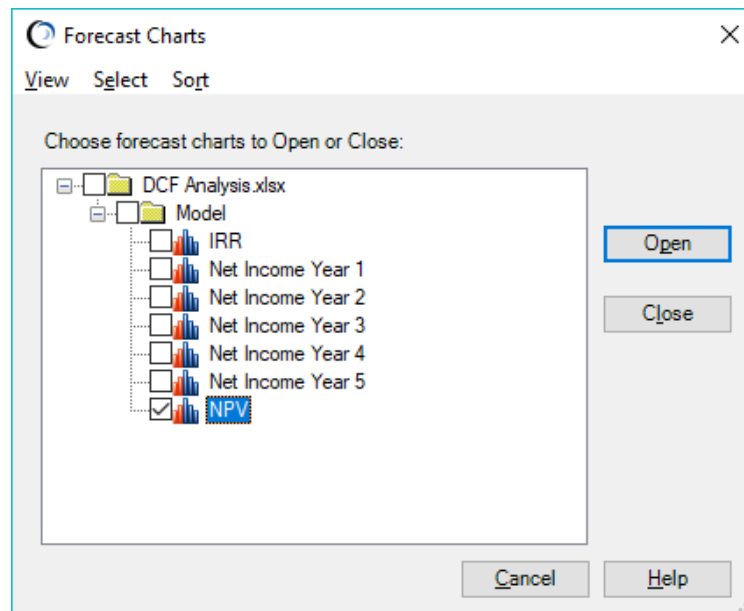 Forecast Charts
View Select Sort
Choose forecast charts to Open or Close:
DCF Analysis.xlsx
Model
IRR
Net Income Year 1
Net Income Year 2
Net Income Year 3
Net Income Year 4
Net Income Year 5
NPV
Open
Close
Cancel Help